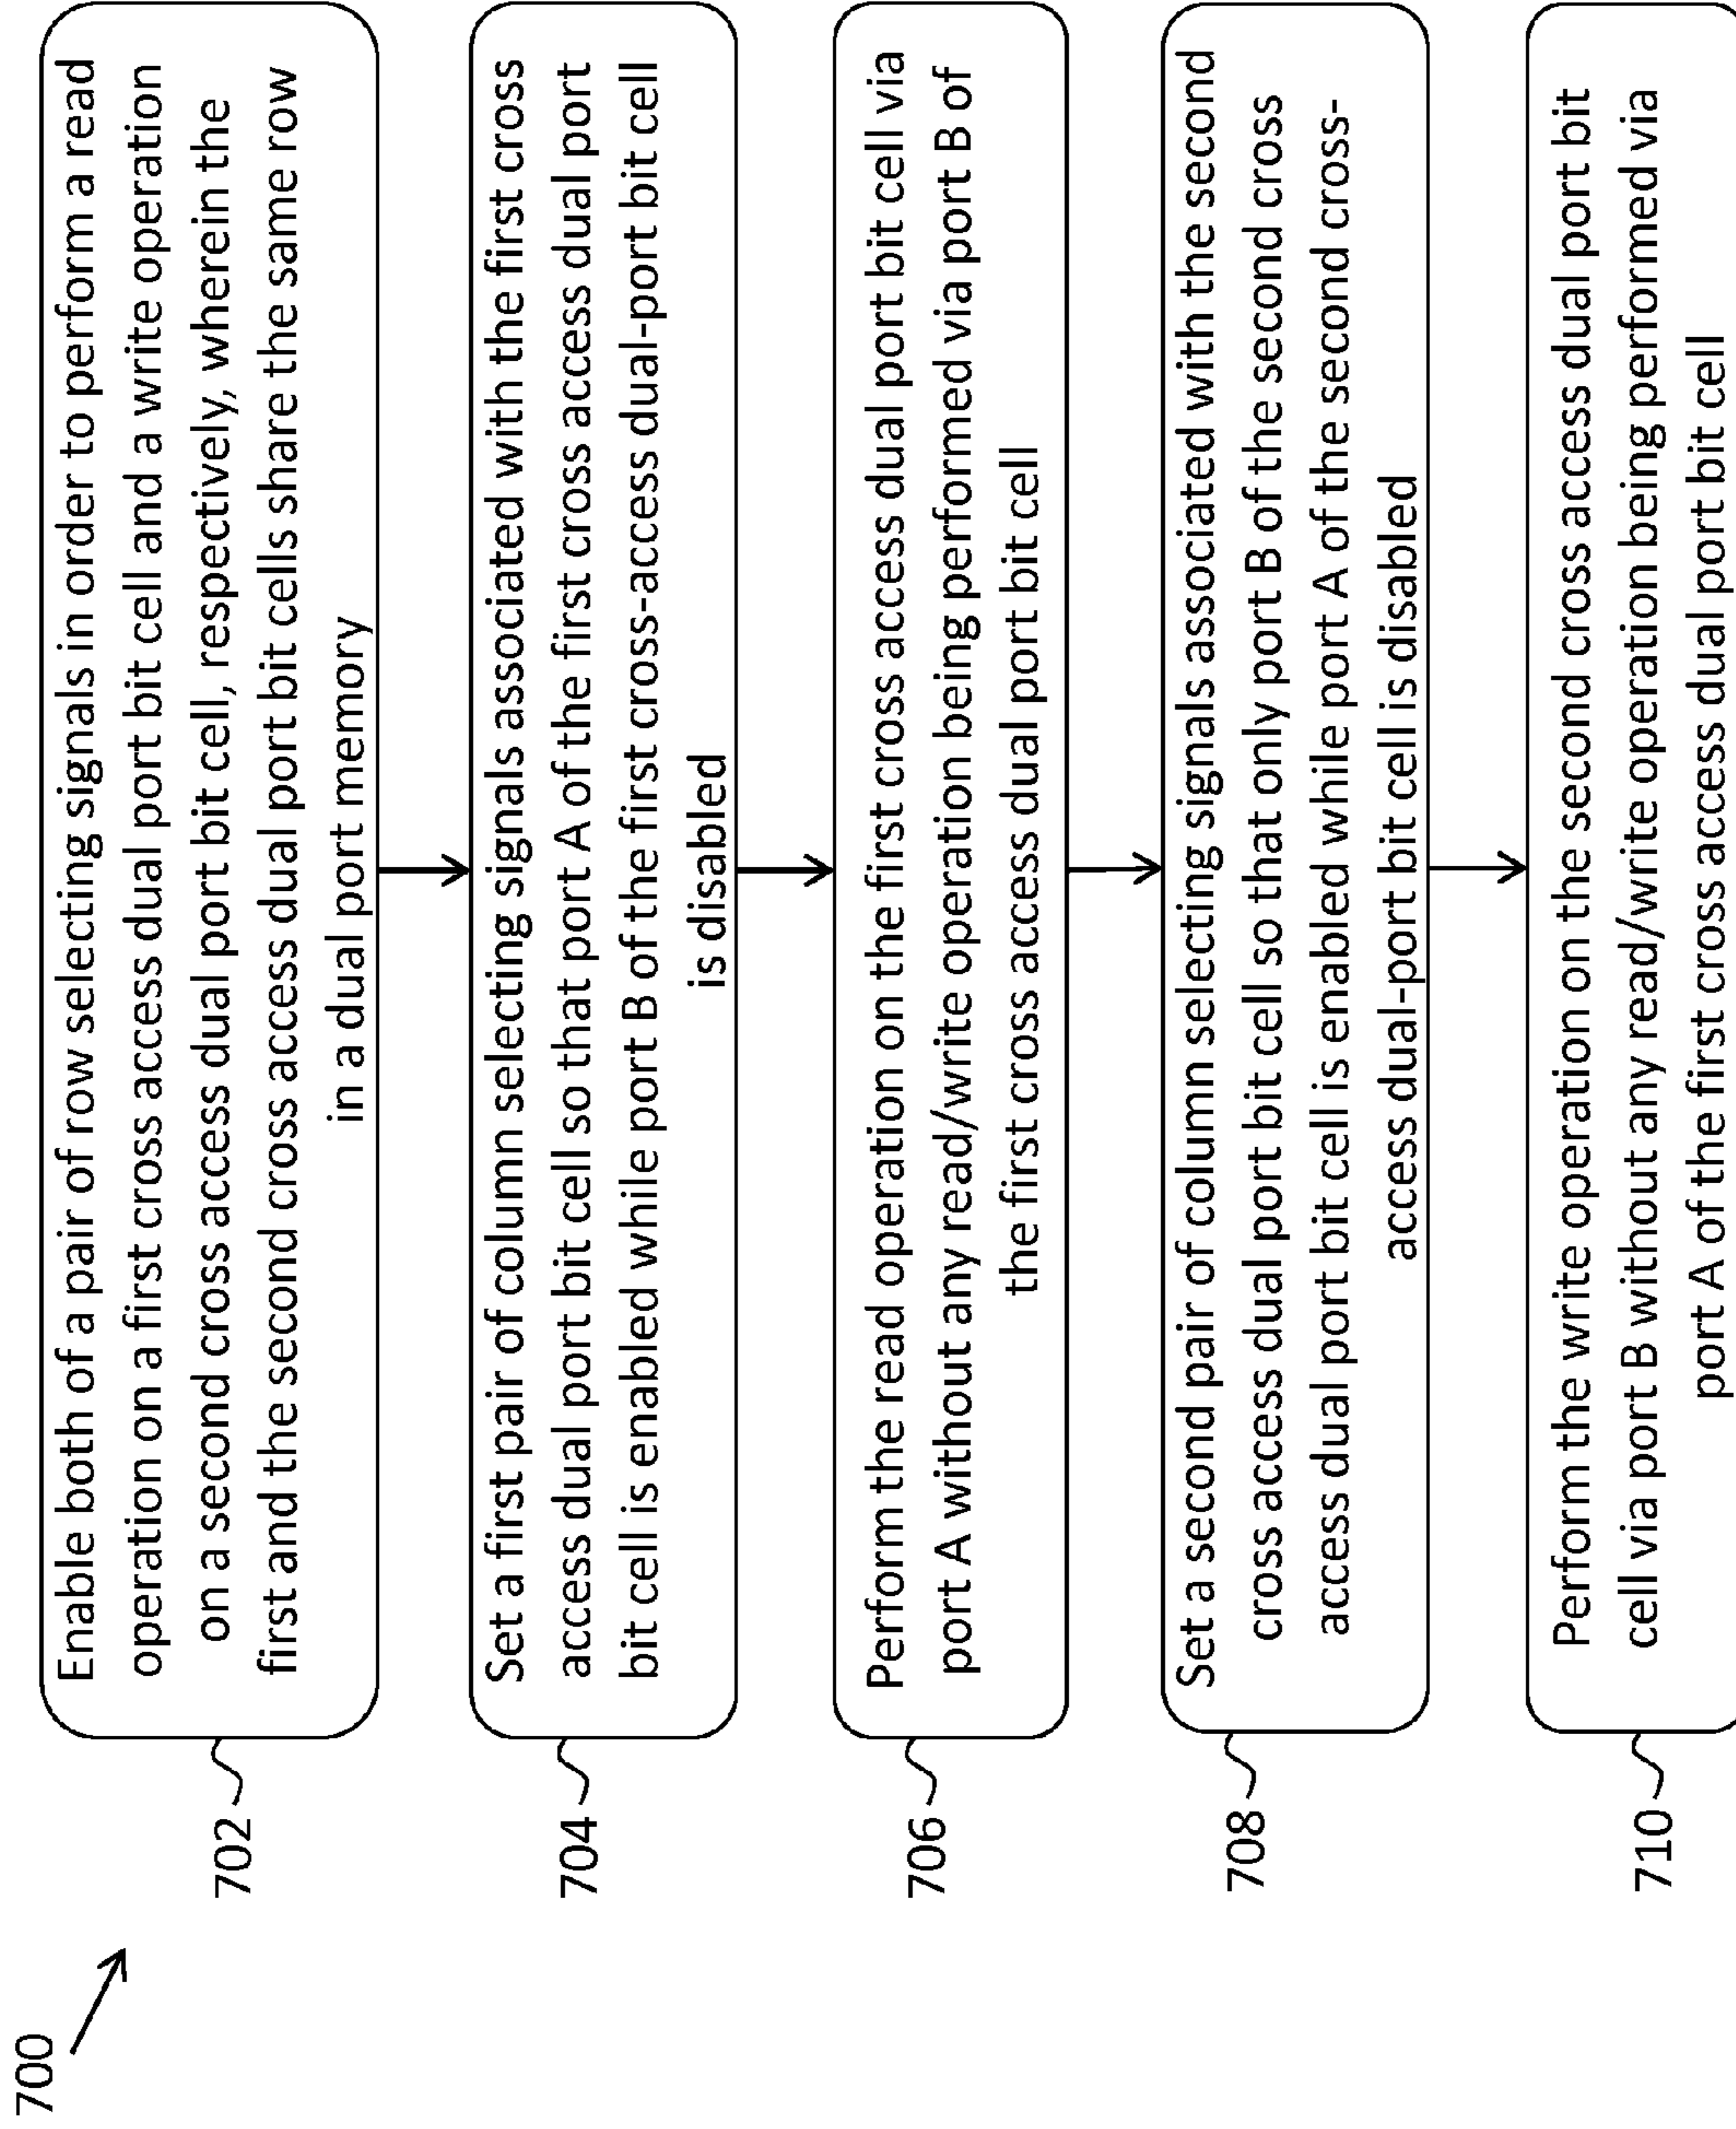 700
702
Enable both of a pair of row selecting signals in order to perform a read
operation on a first cross access dual port bit cell and a write operation
on a second cross access dual port bit cell, respectively, wherein the
first and the second cross access dual port bit cells share the same row
in a dual port memory
704
Set a first pair of column selecting signals associated with the first cross
access dual port bit cell so that port A of the first cross access dual port
bit cell is enabled while port B of the first cross-access dual-port bit cell
is disabled
706
Perform the read operation on the first cross access dual port bit cell via
port A without any read/write operation being performed via port B of
the first cross access dual port bit cell
708
Set a second pair of column selecting signals associated with the second
cross access dual port bit cell so that only port B of the second cross
access dual port bit cell is enabled while port A of the second cross-
access dual-port bit cell is disabled
710
Perform the write operation on the second cross access dual port bit
cell via port B without any read/write operation being performed via
port A of the first cross access dual port bit cell